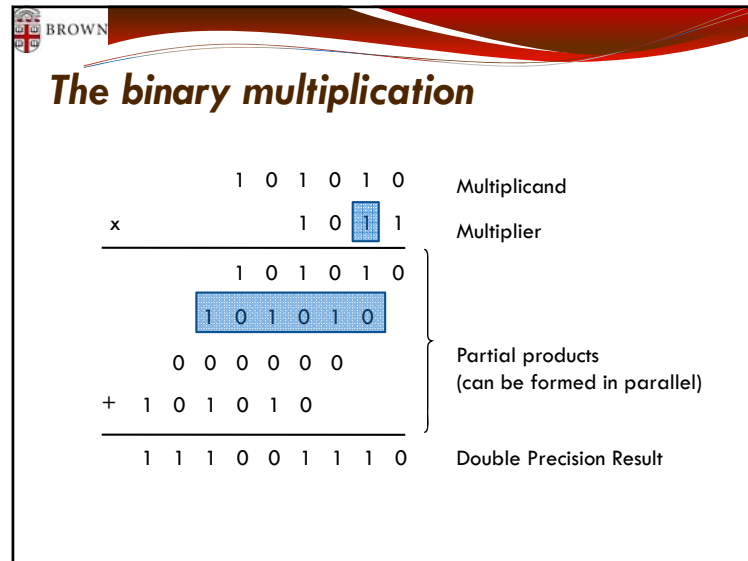 BROWN
The binary multiplication
1 0 1 0 1 0 Multiplicand
x 1 0 1 1 Multiplier
1 0 1 0 1 0
1 0 1 0 1 0
0 0 0 0 0 0
Partial products
(can be formed in parallel)
+ 1 0 1 0 1 0
1 1 1 0 0 1 1 1 0 Double Precision Result